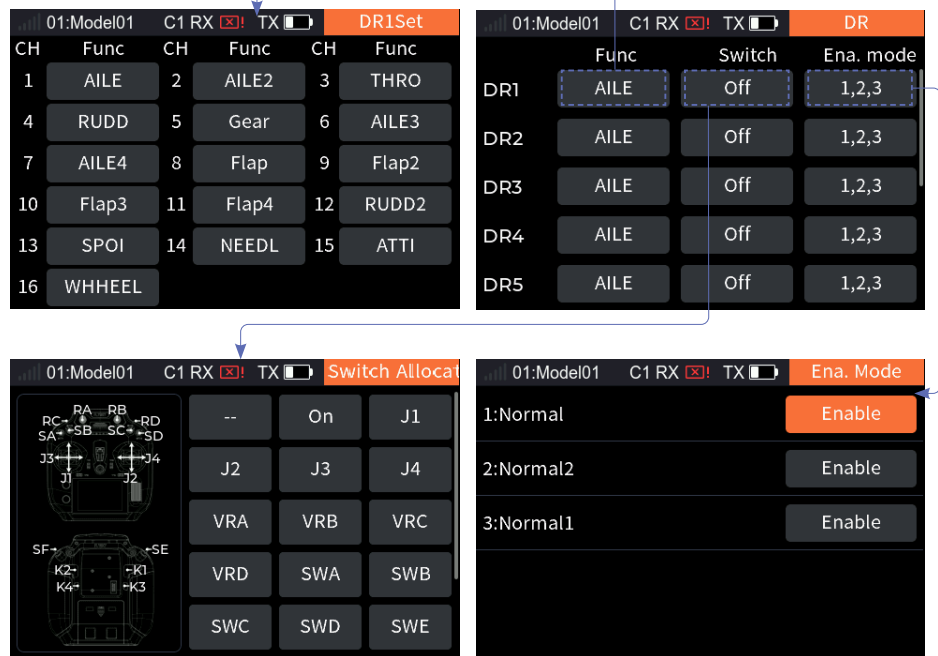 01:Model01 C1 RX ! TX DR1Set
CH Func CH Func CH Func
1 AILE 2 AILE2 3 THRO
4 RUDD 5 Gear 6 AILE3
7 AILE4 8 Flap 9 Flap2
10 Flap3 11 Flap4 12 RUDD2
13 SPOI 14 NEEDL 15 ATTI
16 WHHEEL
01:Model01 C1 RX ! TX DR
Func Switch Ena. mode
DR1 AILE Off 1,2,3
DR2 AILE Off 1,2,3
DR3 AILE Off 1,2,3
DR4 AILE Off 1,2,3
DR5 AILE Off 1,2,3
01:Model01 C1 RX ! TX Switch Allocat
RA RB
RC RD
SA SB SC SD
J3 J4
J1 J2
SF SE
K2 K1
K4 K3
-- On J1
J2 J3 J4
VRA VRB VRC
VRD SWA SWB
SWC SWD SWE
01:Model01 C1 RX ! TX Ena. Mode
1:Normal Enable
2:Normal2 Enable
3:Normal1 Enable